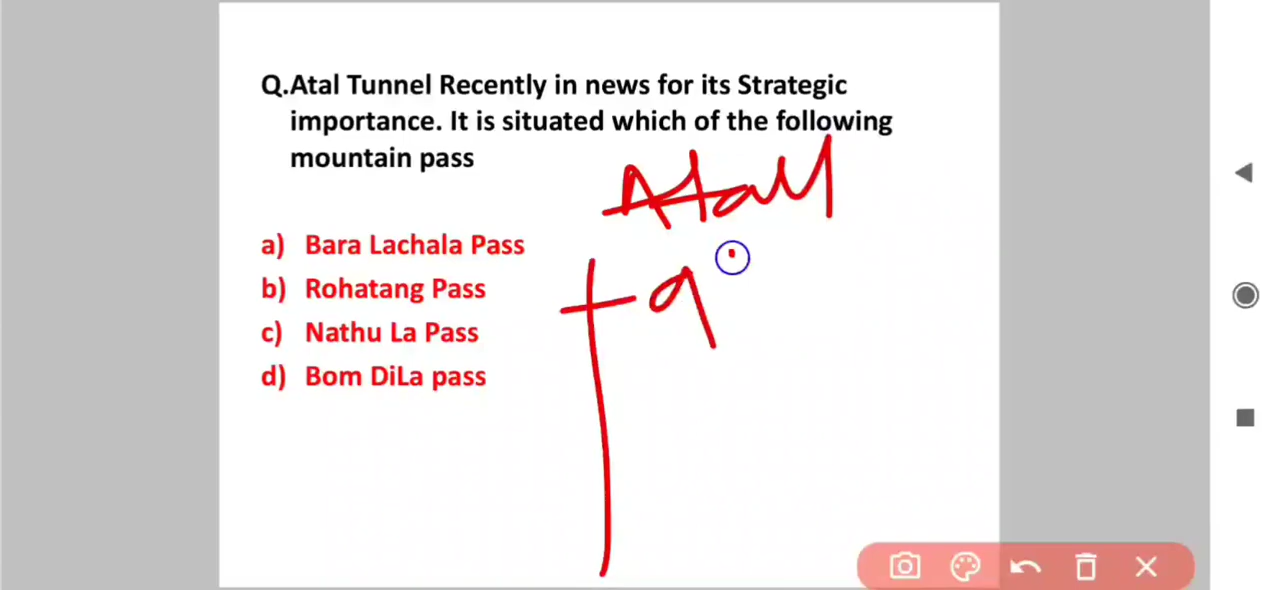 Q.Atal Tunnel Recently in news for its Strategic
importance. It is situated which of the following
mountain pass
Atal
a) Bara Lachala Pass
b) Rohatang Pass
c) Nathu La Pass
d) Bom DiLa pass